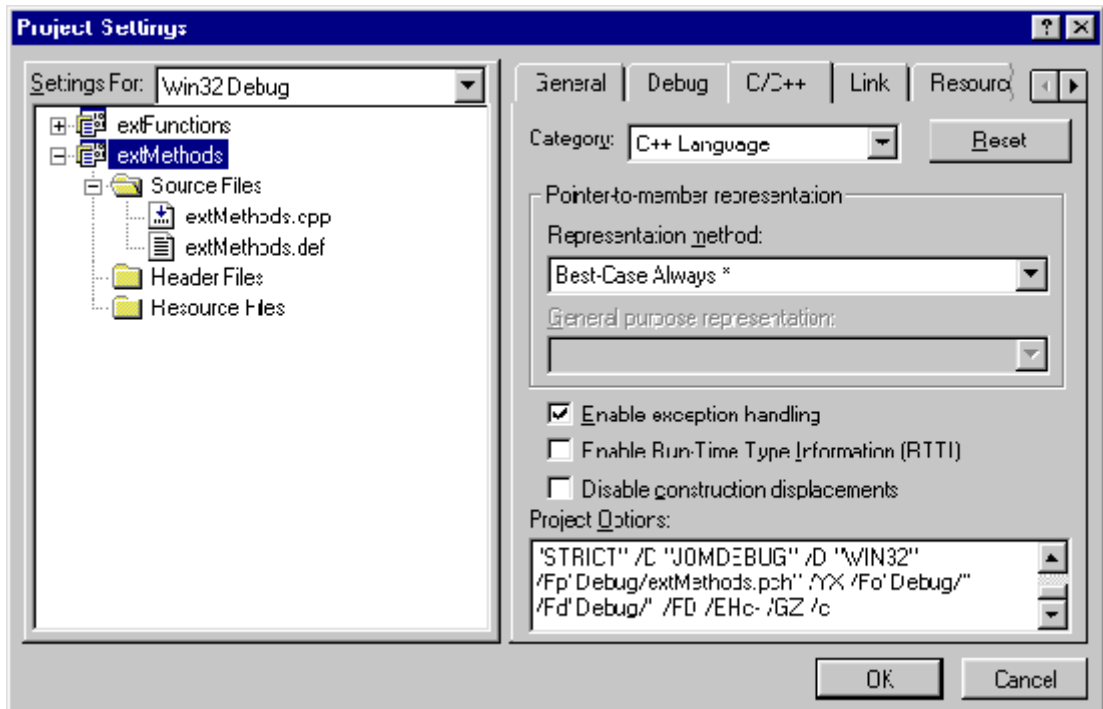 Project Settings
Settings For: Win32 Debug
extFunctions
extMethods
Source Files
extMethods.cpp
extMethods.def
Header Files
Resource Files
General Debug C/C++ Link Resourc
Category: C++ Language Reset
Pointer-to-member representation
Representation method:
Best-Case Always *
General purpose representation:
Enable exception handling
Enable Run-Time Type Information (RTTI)
Disable construction displacements
Project Options:
"STRICT" /D "JOMDEBUG" /D "WIN32"
/Fp"Debug/extMethods.pch" /YX /Fo"Debug/"
/Fd"Debug/" /FD /EHc- /GZ /c
OK Cancel